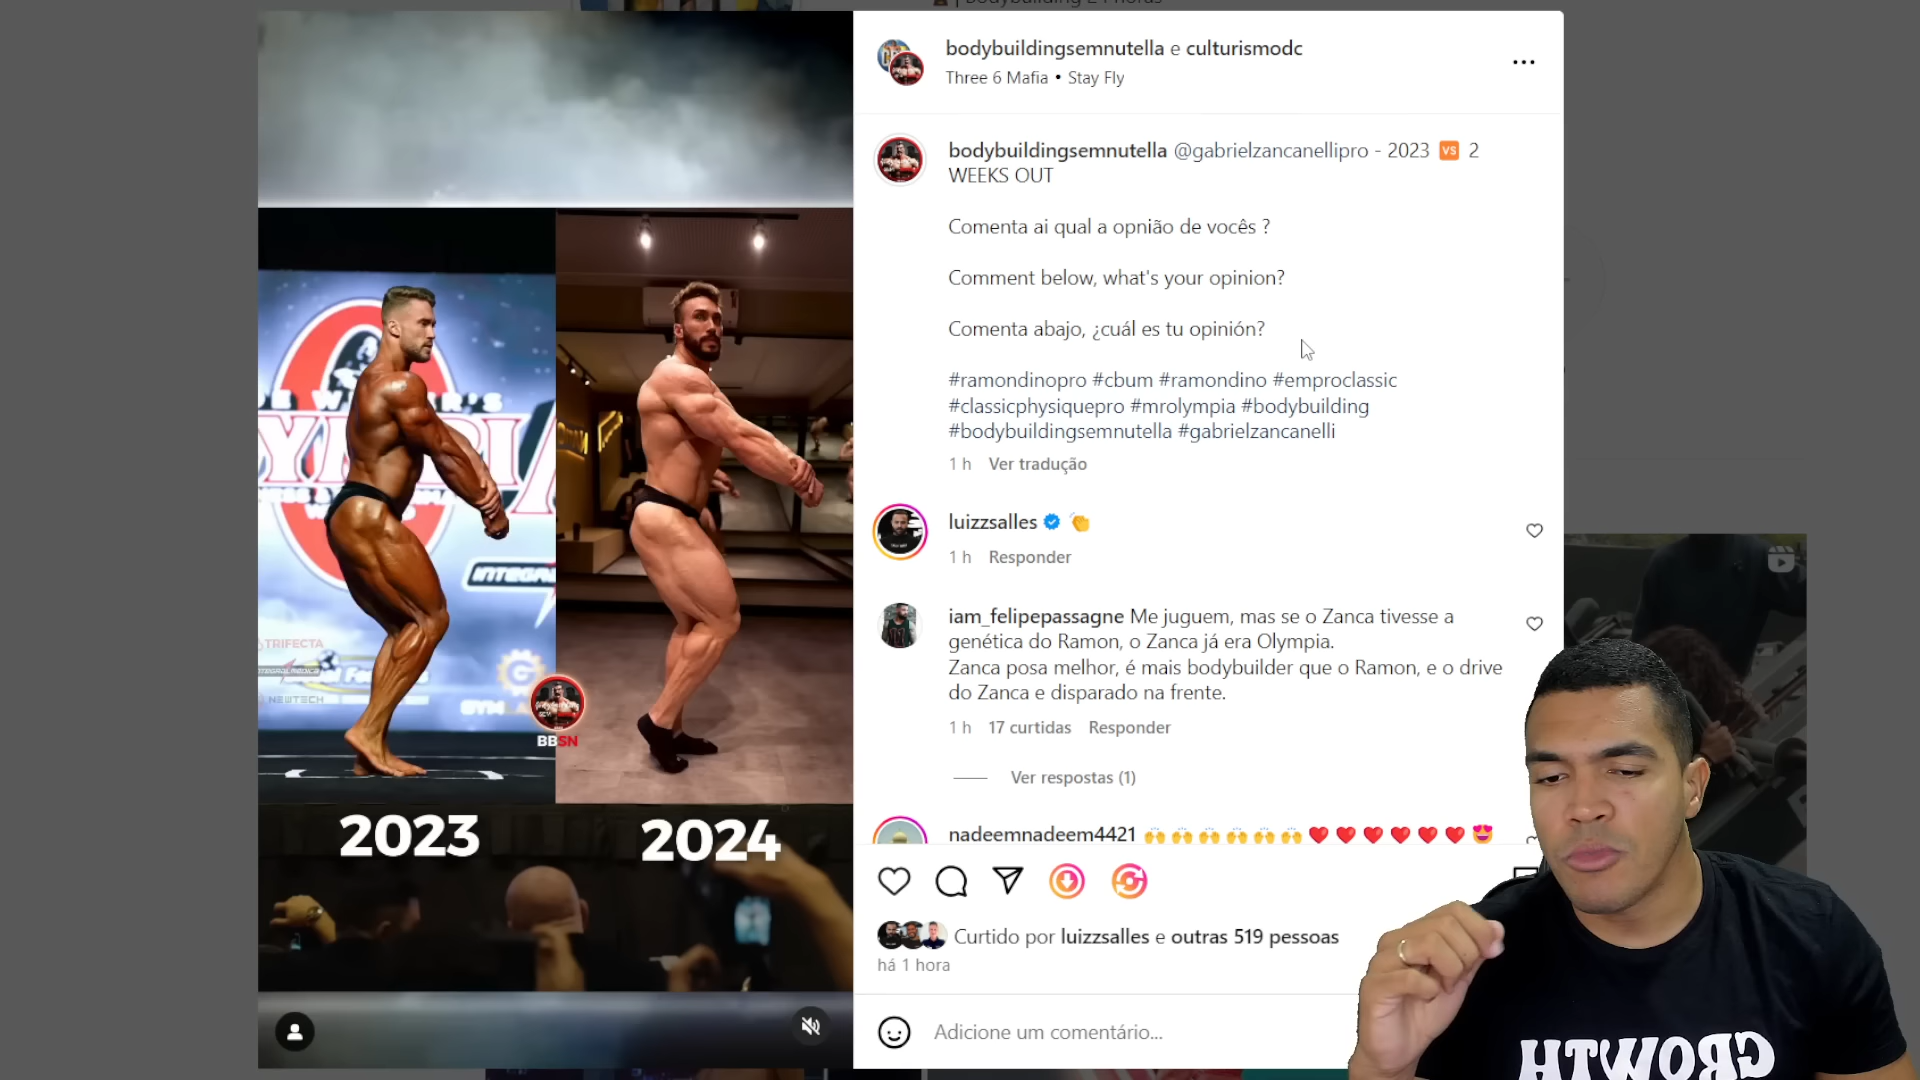 bodybuildingsemnutella e culturismodc
Three 6 Mafia • Stay Fly
bodybuildingsemnutella @gabrielzancanellipro - 2023 🆚 2
WEEKS OUT
Comenta ai qual a opnião de vocês ?
Comment below, what's your opinion?
Comenta abajo, ¿cuál es tu opinión?
#ramondinopro #cbum #ramondino #emproclassic
#classicphysiquepro #mrolympia #bodybuilding
#bodybuildingsemnutella #gabrielzancanelli
1 h Ver tradução
luizzsalles 👏
1 h Responder
iam_felipepassagne Me juguem, mas se o Zanca tivesse a
genética do Ramon, o Zanca já era Olympia.
Zanca posa melhor, é mais bodybuilder que o Ramon, e o drive
do Zanca e disparado na frente.
1 h 17 curtidas Responder
Ver respostas (1)
nadeemnadeem4421 🙌🙌🙌🙌🙌🙌❤️❤️❤️❤️❤️❤️😍
Curtido por luizzsalles e outras 519 pessoas
há 1 hora
Adicione um comentário...
TRIFECTA
NEWTECH
BBSN
2023
2024
GROWTH